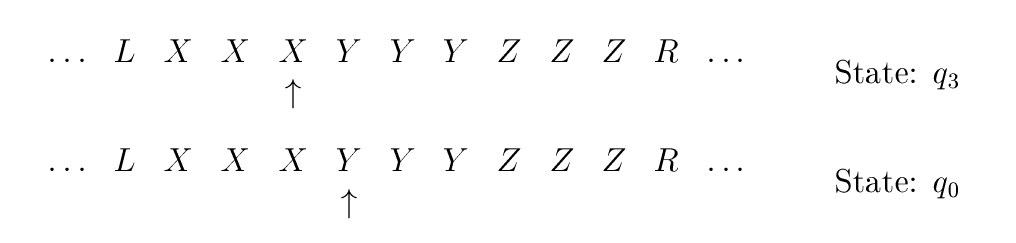 … L X X X Y Y Y Z Z Z R … State: q₃
↑
… L X X X Y Y Y Z Z Z R … State: q₀
↑